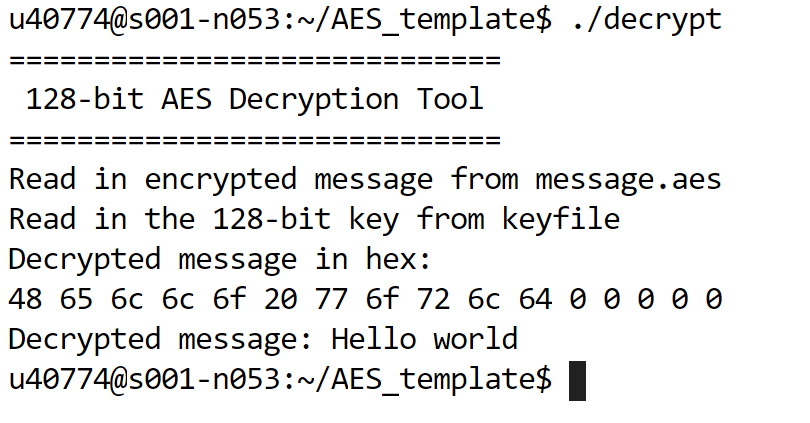 u40774@s001-n053:~/AES_template$ ./decrypt
=============================
 128-bit AES Decryption Tool
=============================
Read in encrypted message from message.aes
Read in the 128-bit key from keyfile
Decrypted message in hex:
48 65 6c 6c 6f 20 77 6f 72 6c 64 0 0 0 0 0
Decrypted message: Hello world
u40774@s001-n053:~/AES_template$